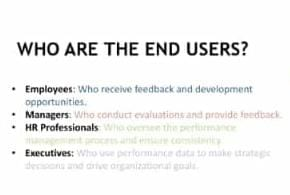 WHO ARE THE END USERS?
• Employees: Who receive feedback and development
opportunities.
• Managers: Who conduct evaluations and provide feedback.
• HR Professionals: Who oversee the performance
management process and ensure consistency.
• Executives: Who use performance data to make strategic
decisions and drive organizational goals.